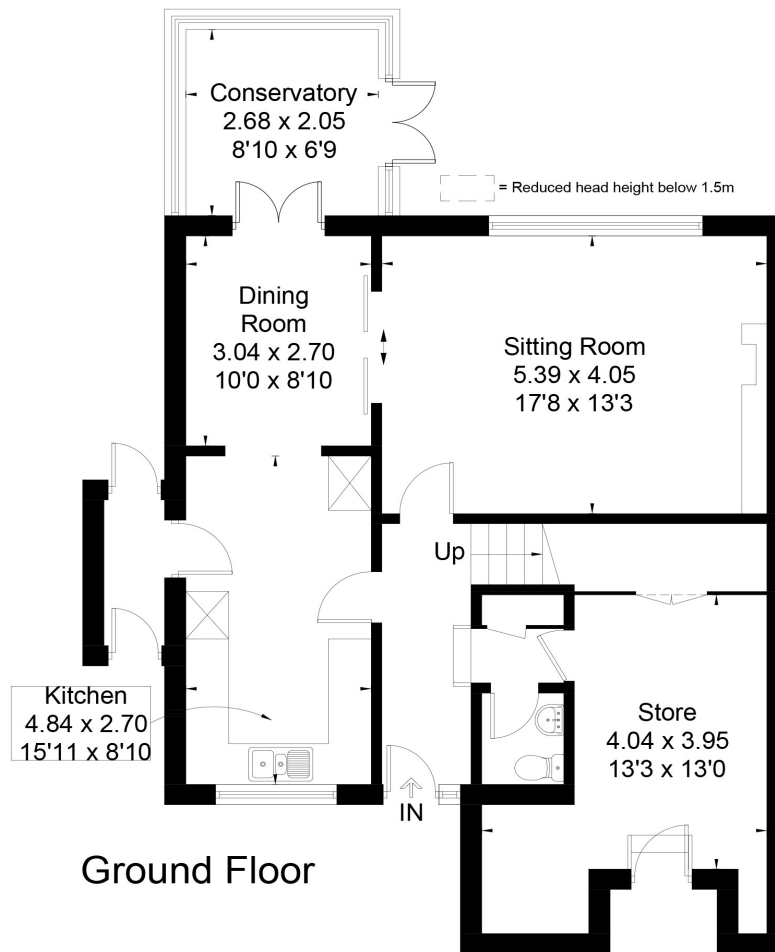 Conservatory
2.68 x 2.05
8'10 x 6'9
= Reduced head height below 1.5m
Dining
Room
3.04 x 2.70
10'0 x 8'10
Sitting Room
5.39 x 4.05
17'8 x 13'3
Up
Kitchen
4.84 x 2.70
15'11 x 8'10
Store
4.04 x 3.95
13'3 x 13'0
IN
Ground Floor